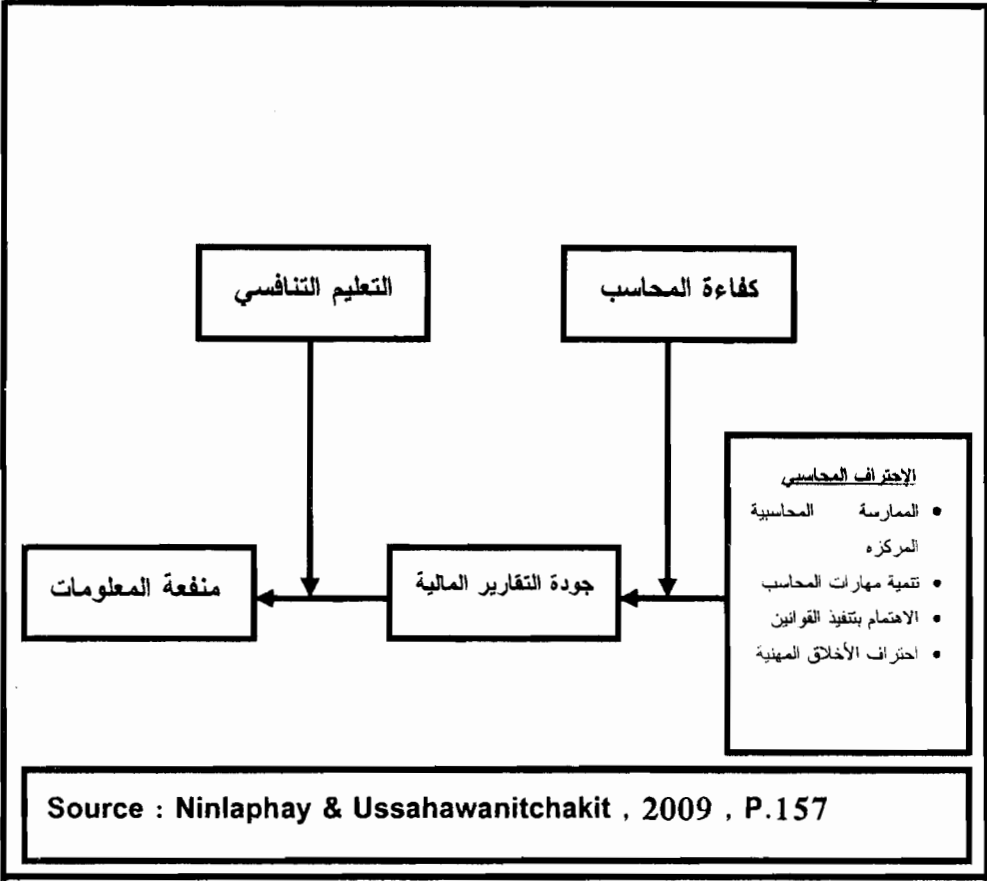 كفاءة المحاسب
التعليم التنافسي
الإحتراف المحاسبي
• الممارسة المحاسبية
المركزه
• تنمية مهارات المحاسب
• الاهتمام بتنفيذ القوانين
• احتراف الأخلاق المهنية
جودة التقارير المالية
منفعة المعلومات
Source : Ninlaphay & Ussahawanitchakit , 2009 , P.157